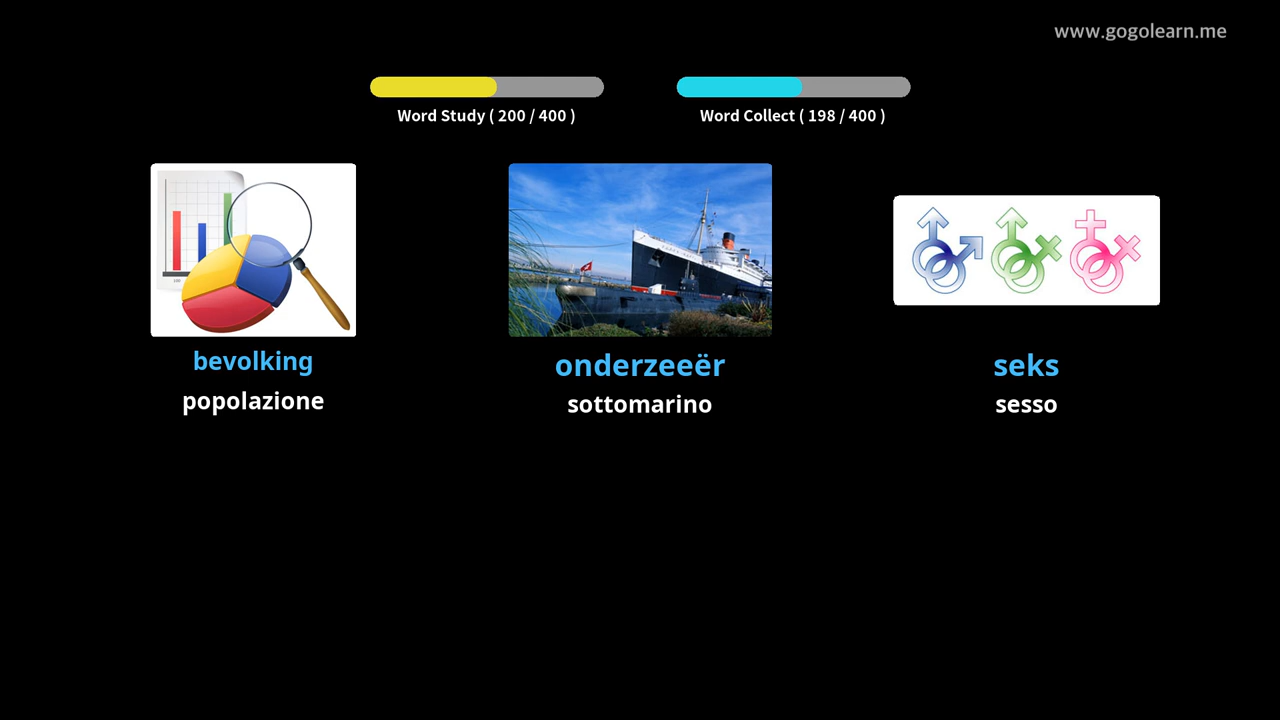 www.gogolearn.me
Word Study ( 200 / 400 )
Word Collect ( 198 / 400 )
bevolking
popolazione
onderzeeër
sottomarino
seks
sesso